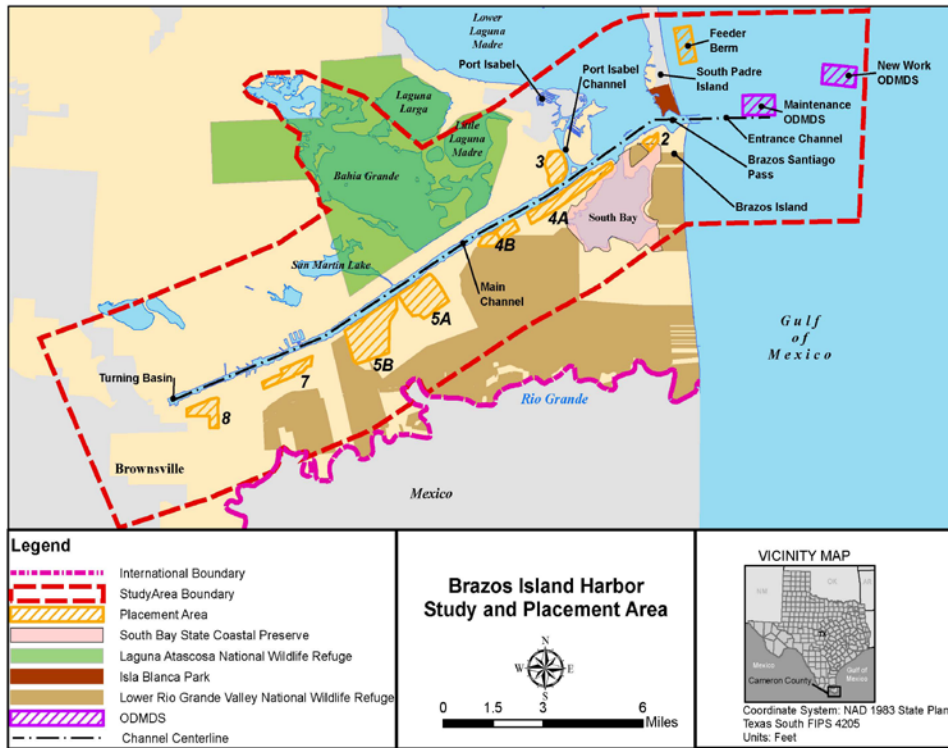 Lower
Laguna
Madre
Port Isabel
Port Isabel
Channel
Feeder
Berm
South Padre
Island
New Work
ODMDS
Maintenance
ODMDS
Entrance Channel
Brazos Santiago
Pass
Brazos Island
Laguna
Larga
Little
Laguna
Madre
Bahia Grande
San Martin Lake
3
2
4A
4B
South Bay
Main
Channel
5A
5B
7
8
Turning Basin
Brownsville
Rio Grande
Mexico
Gulf
of
Mexico
Legend
International Boundary
StudyArea Boundary
Placement Area
South Bay State Coastal Preserve
Laguna Atascosa National Wildlife Refuge
Isla Blanca Park
Lower Rio Grande Valley National Wildlife Refuge
ODMDS
Channel Centerline
Brazos Island Harbor
Study and Placement Area
N
W E
S
0 1.5 3 6
Miles
VICINITY MAP
NM
OK
AR
TX
Mexico
Gulf of
Mexico
Cameron County
Coordinate System: NAD 1983 State Plan
Texas South FIPS 4205
Units: Feet